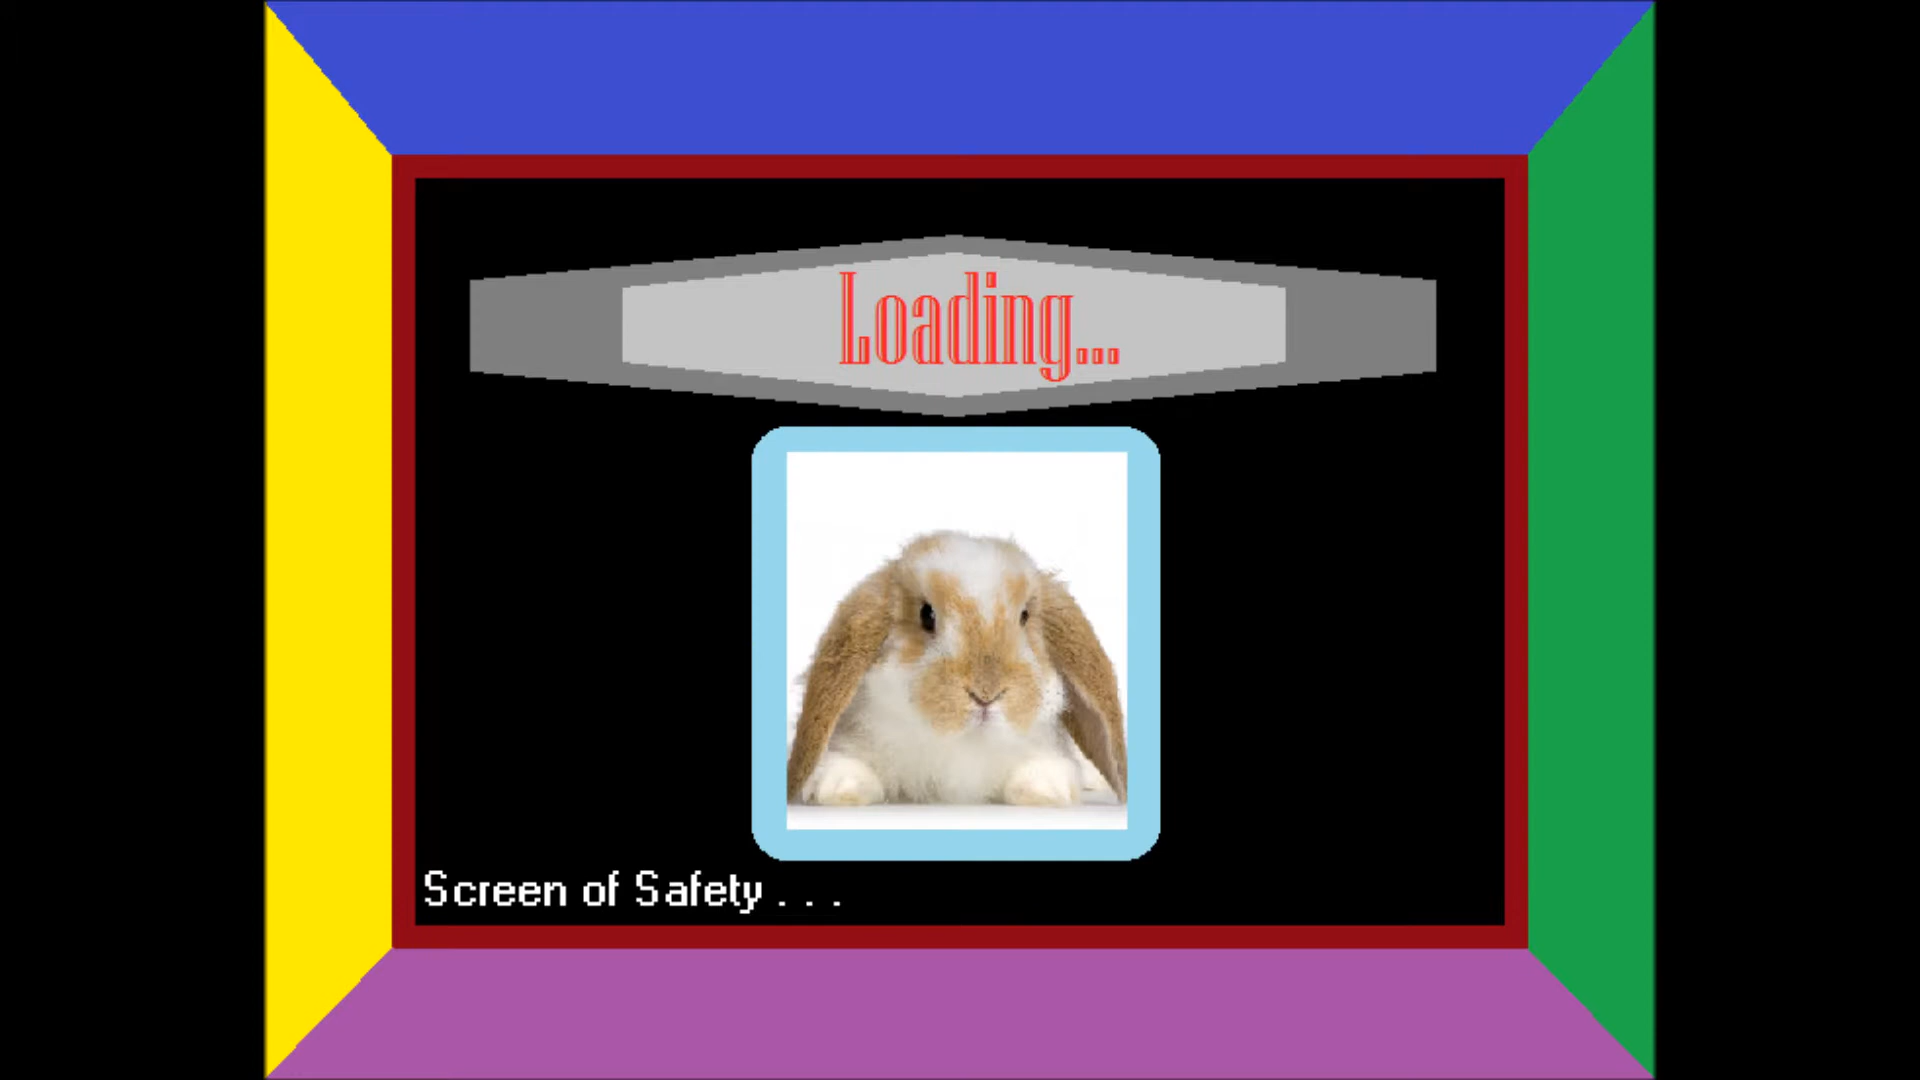 Loading...
Screen of Safety . . .